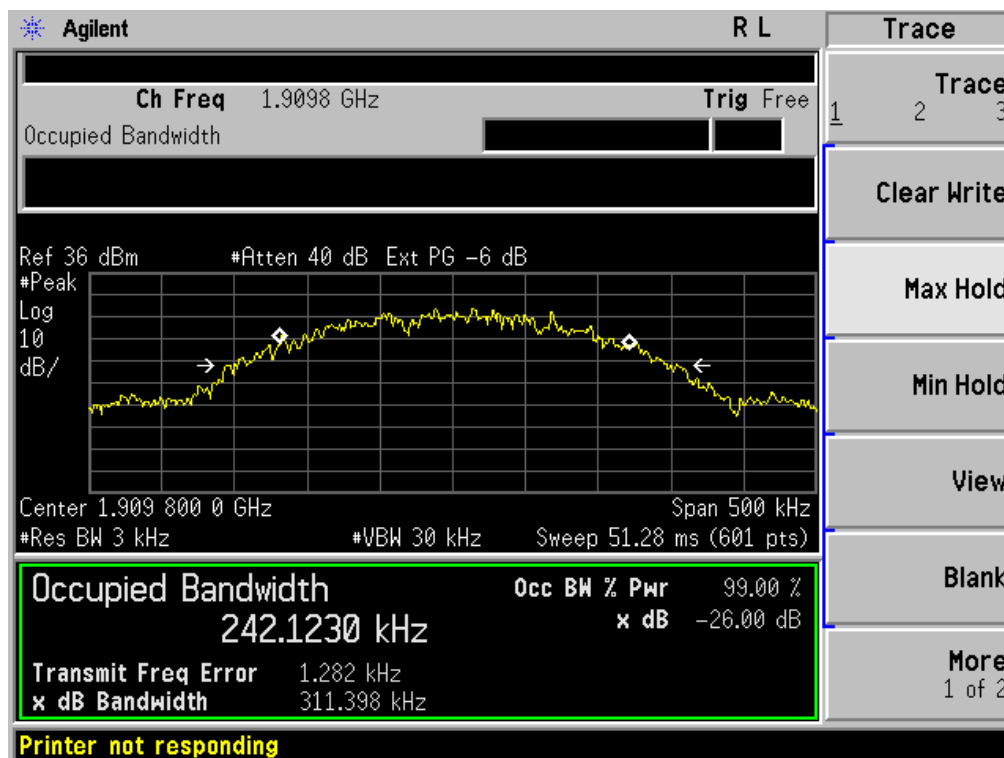 Agilent R L Trace
Ch Freq 1.9098 GHz Trig Free
Occupied Bandwidth
Trace
1 2 3
Clear Write
Ref 36 dBm #Atten 40 dB Ext PG -6 dB
#Peak
Log
10
dB/
Max Hold
Min Hold
View
Center 1.909 800 0 GHz Span 500 kHz
#Res BW 3 kHz #VBW 30 kHz Sweep 51.28 ms (601 pts)
Occupied Bandwidth Occ BW % Pwr 99.00 %
242.1230 kHz x dB -26.00 dB
Transmit Freq Error 1.282 kHz
x dB Bandwidth 311.398 kHz
Blank
More
1 of 2
Printer not responding